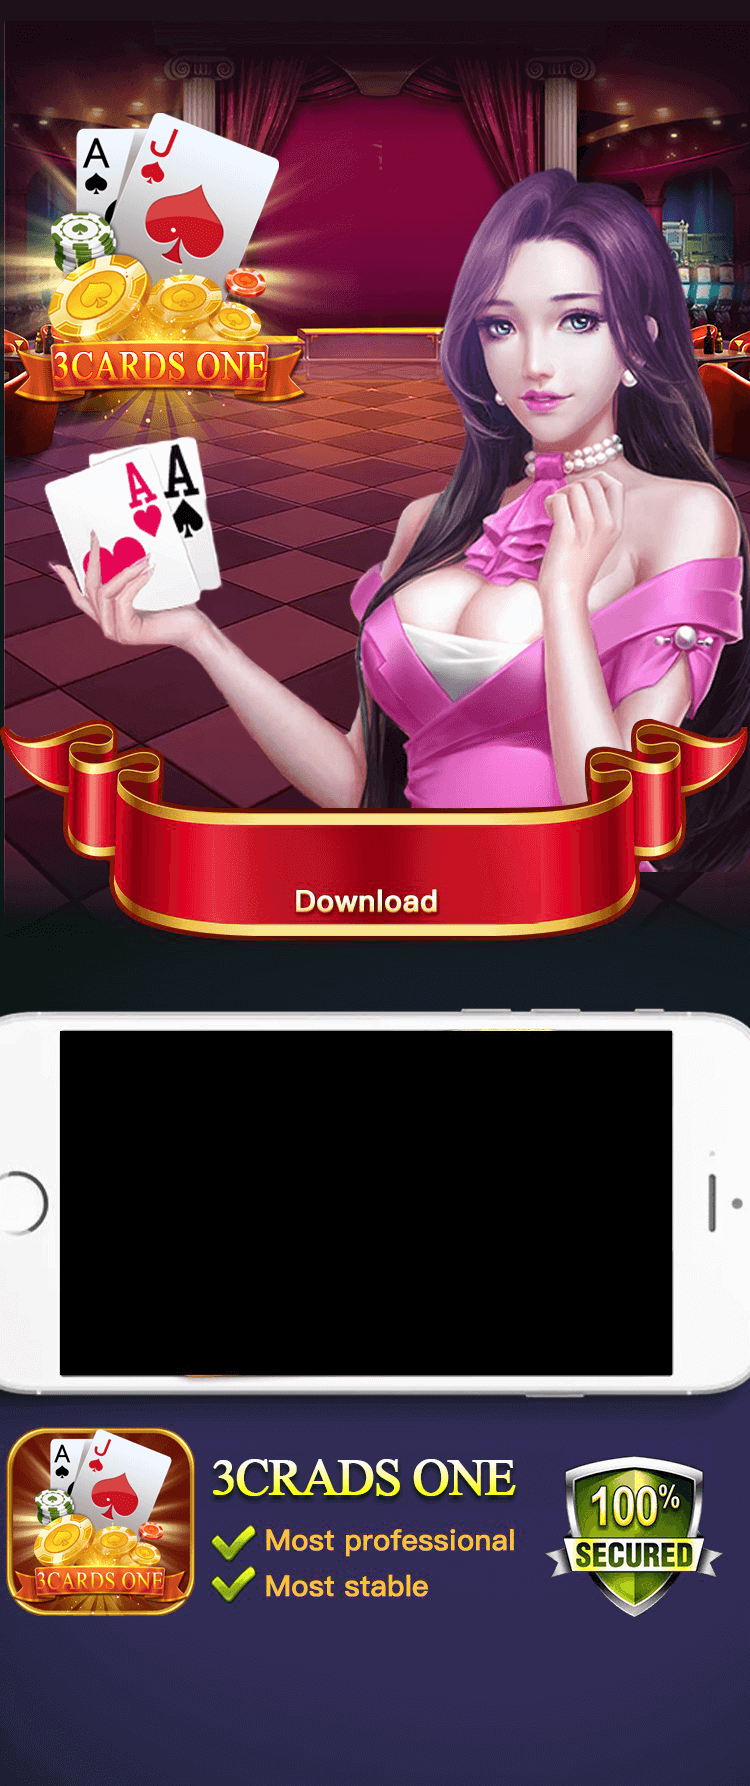 A
J
3CARDS ONE
A A
Download
3CRADS ONE
Most professional
Most stable
A
J
3CARDS ONE
100%
SECURED